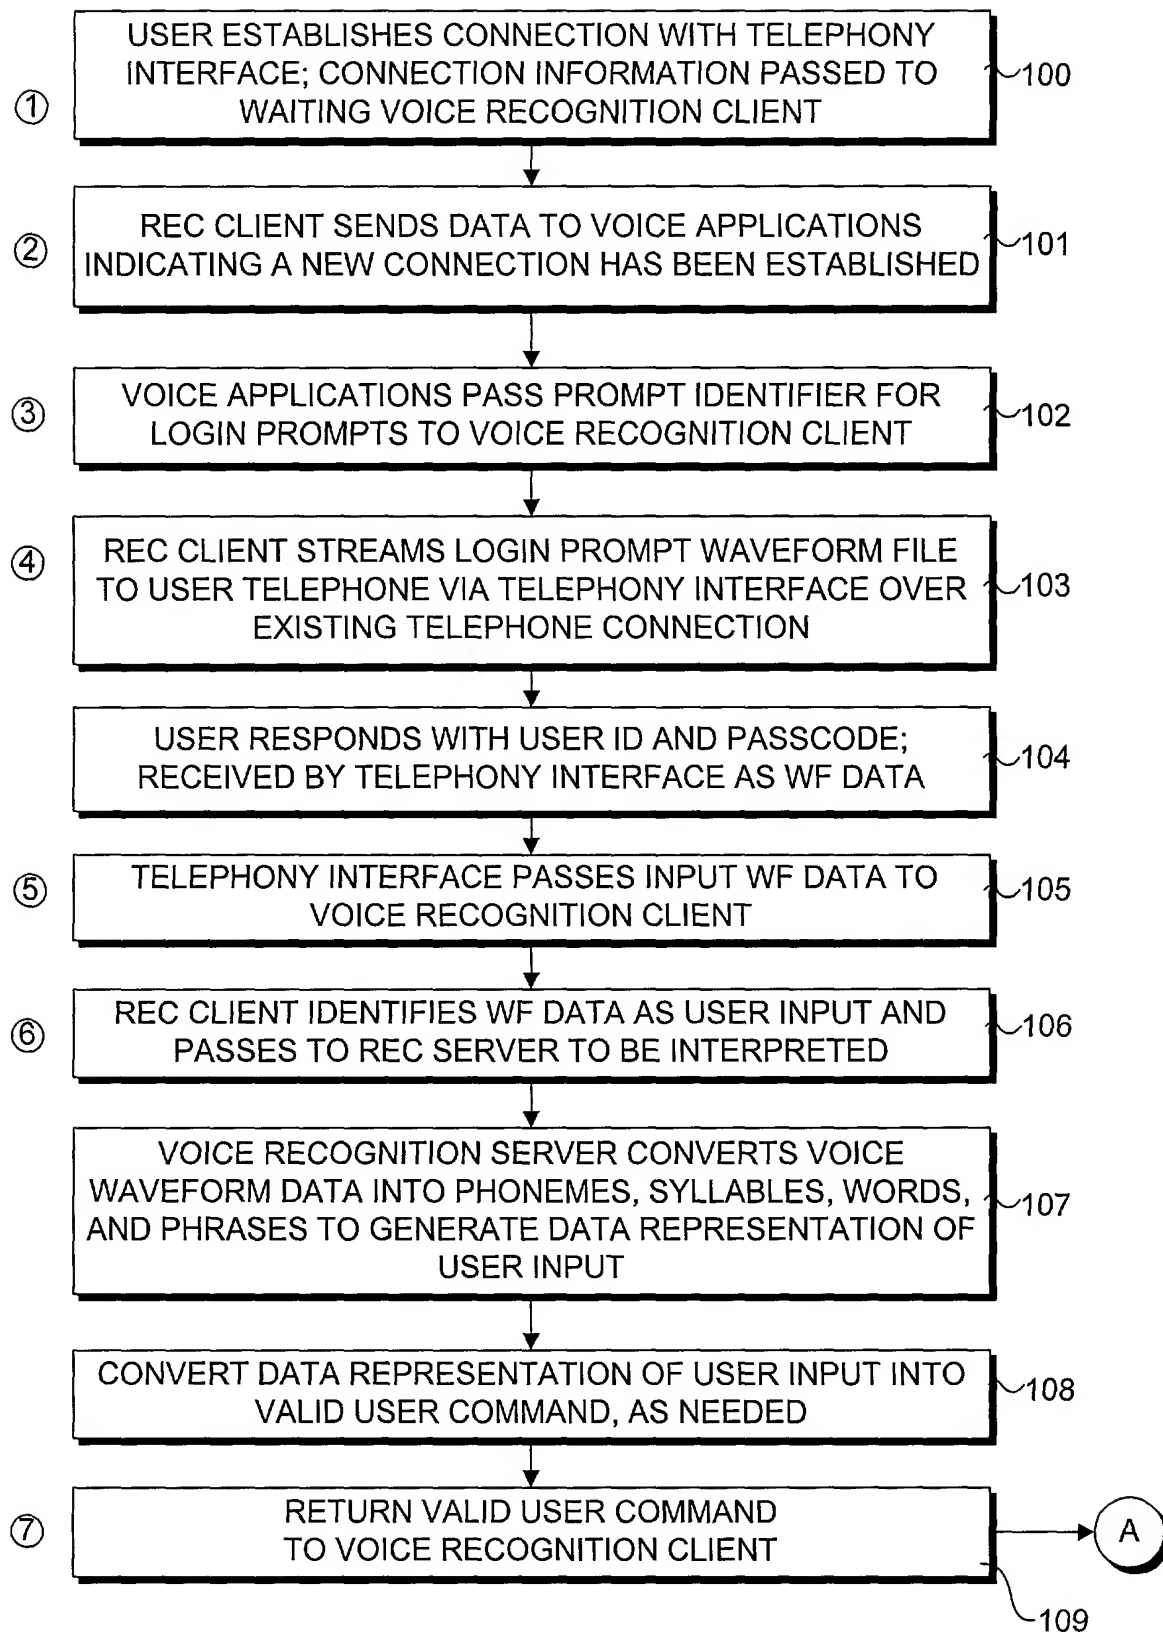 USER ESTABLISHES CONNECTION WITH TELEPHONY
INTERFACE; CONNECTION INFORMATION PASSED TO
WAITING VOICE RECOGNITION CLIENT
100
①
REC CLIENT SENDS DATA TO VOICE APPLICATIONS
INDICATING A NEW CONNECTION HAS BEEN ESTABLISHED
101
②
VOICE APPLICATIONS PASS PROMPT IDENTIFIER FOR
LOGIN PROMPTS TO VOICE RECOGNITION CLIENT
102
③
REC CLIENT STREAMS LOGIN PROMPT WAVEFORM FILE
TO USER TELEPHONE VIA TELEPHONY INTERFACE OVER
EXISTING TELEPHONE CONNECTION
103
④
USER RESPONDS WITH USER ID AND PASSCODE;
RECEIVED BY TELEPHONY INTERFACE AS WF DATA
104
TELEPHONY INTERFACE PASSES INPUT WF DATA TO
VOICE RECOGNITION CLIENT
105
⑤
REC CLIENT IDENTIFIES WF DATA AS USER INPUT AND
PASSES TO REC SERVER TO BE INTERPRETED
106
⑥
VOICE RECOGNITION SERVER CONVERTS VOICE
WAVEFORM DATA INTO PHONEMES, SYLLABLES, WORDS,
AND PHRASES TO GENERATE DATA REPRESENTATION OF
USER INPUT
107
CONVERT DATA REPRESENTATION OF USER INPUT INTO
VALID USER COMMAND, AS NEEDED
108
⑦
RETURN VALID USER COMMAND
TO VOICE RECOGNITION CLIENT
A
109